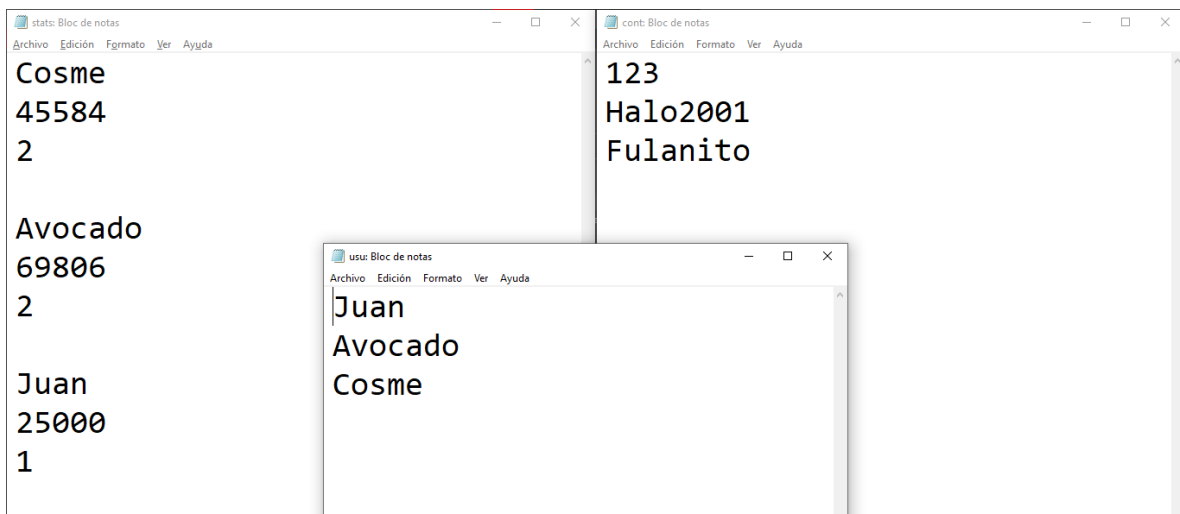 stats: Bloc de notas
Archivo Edición Formato Ver Ayuda
Cosme
45584
2
Avocado
69806
2
Juan
25000
1
cont: Bloc de notas
Archivo Edición Formato Ver Ayuda
123
Halo2001
Fulanito
usu: Bloc de notas
Archivo Edición Formato Ver Ayuda
Juan
Avocado
Cosme